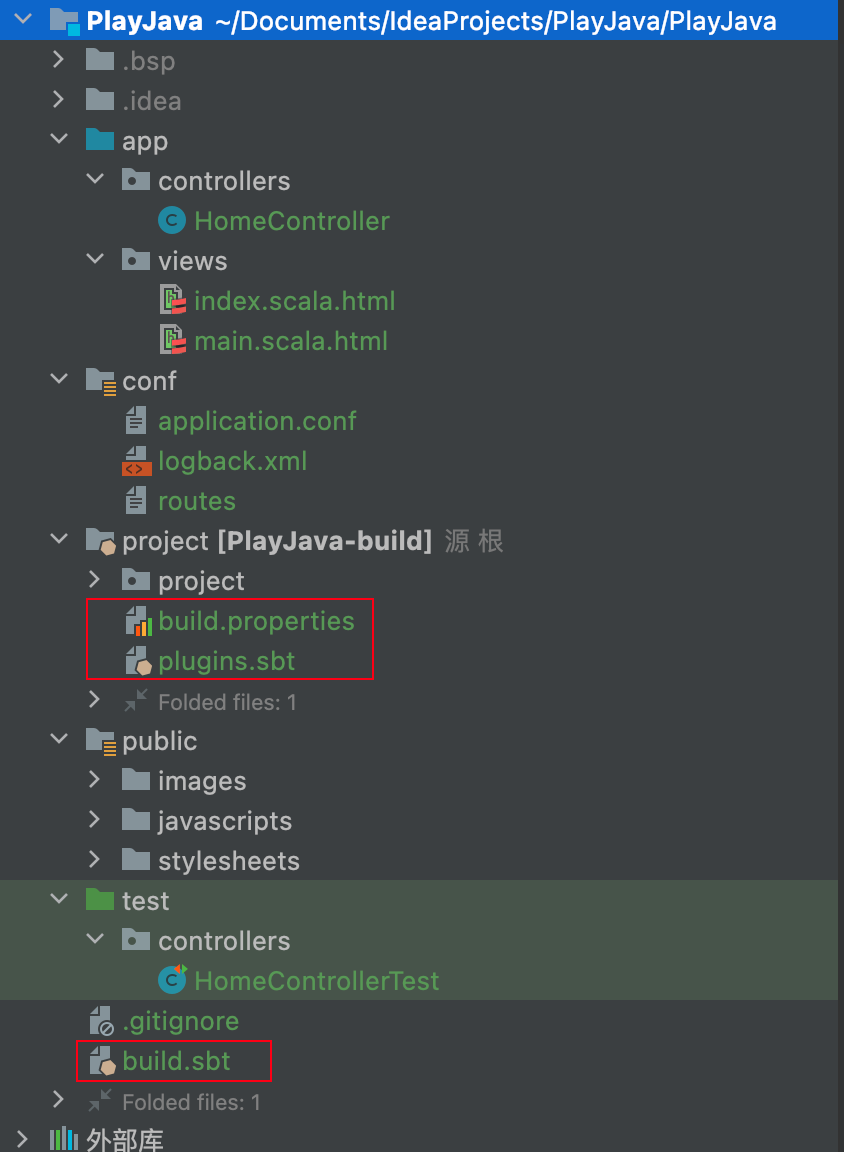 PlayJava ~/Documents/IdeaProjects/PlayJava/PlayJava
.bsp
.idea
app
controllers
HomeController
views
index.scala.html
main.scala.html
conf
application.conf
logback.xml
routes
project [PlayJava-build] 源 根
project
build.properties
plugins.sbt
Folded files: 1
public
images
javascripts
stylesheets
test
controllers
HomeControllerTest
.gitignore
build.sbt
Folded files: 1
外部库